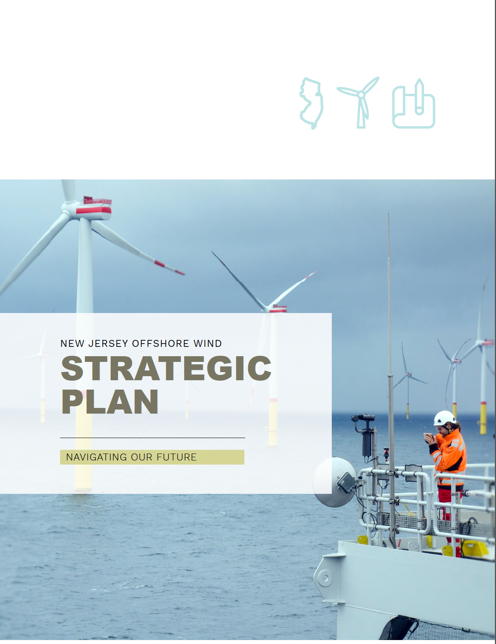 NEW JERSEY OFFSHORE WIND
STRATEGIC
PLAN
NAVIGATING OUR FUTURE